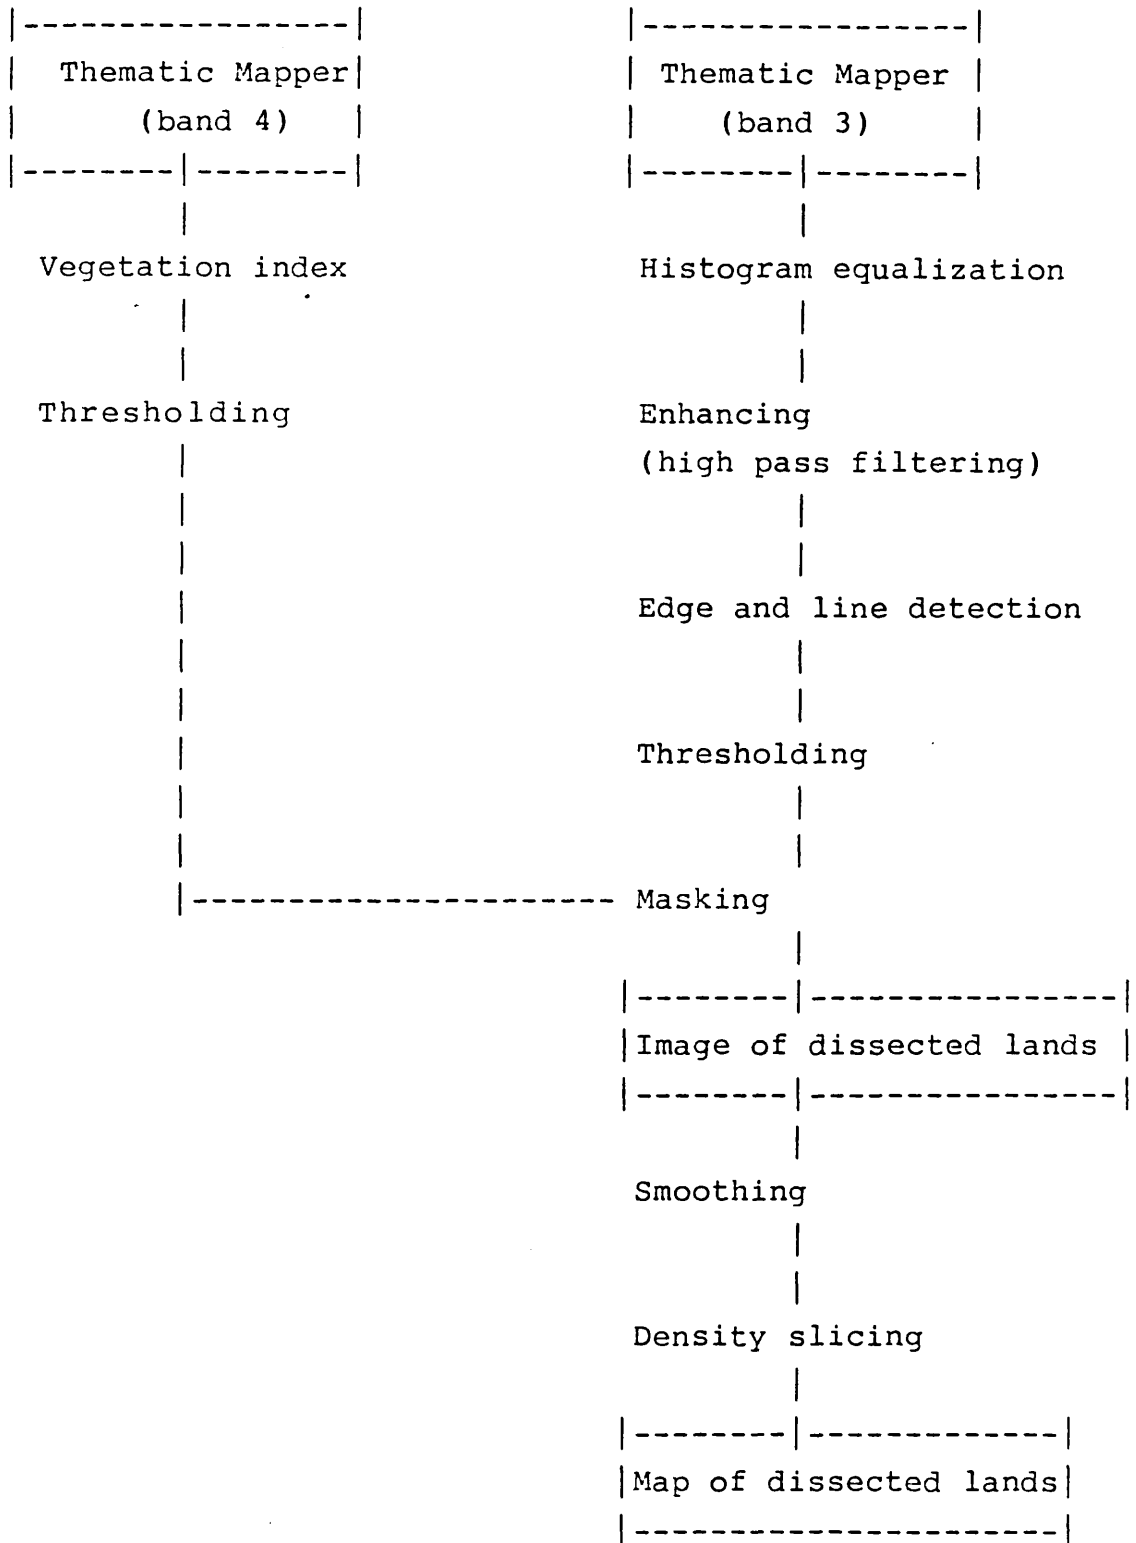 Thematic Mapper
(band 4)
Thematic Mapper
(band 3)
Vegetation index
Histogram equalization
Thresholding
Enhancing
(high pass filtering)
Edge and line detection
Thresholding
Masking
Image of dissected lands
Smoothing
Density slicing
Map of dissected lands